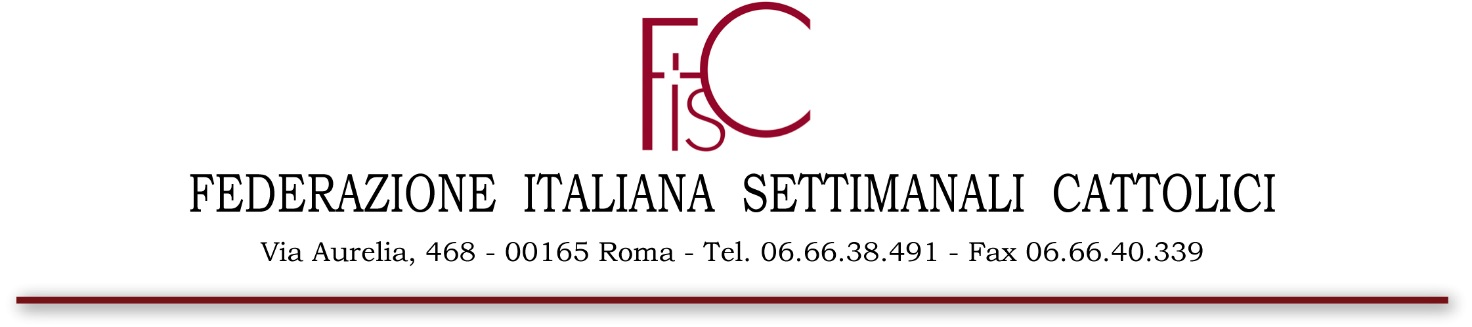 FisC
FEDERAZIONE ITALIANA SETTIMANALI CATTOLICI
Via Aurelia, 468 - 00165 Roma - Tel. 06.66.38.491 - Fax 06.66.40.339